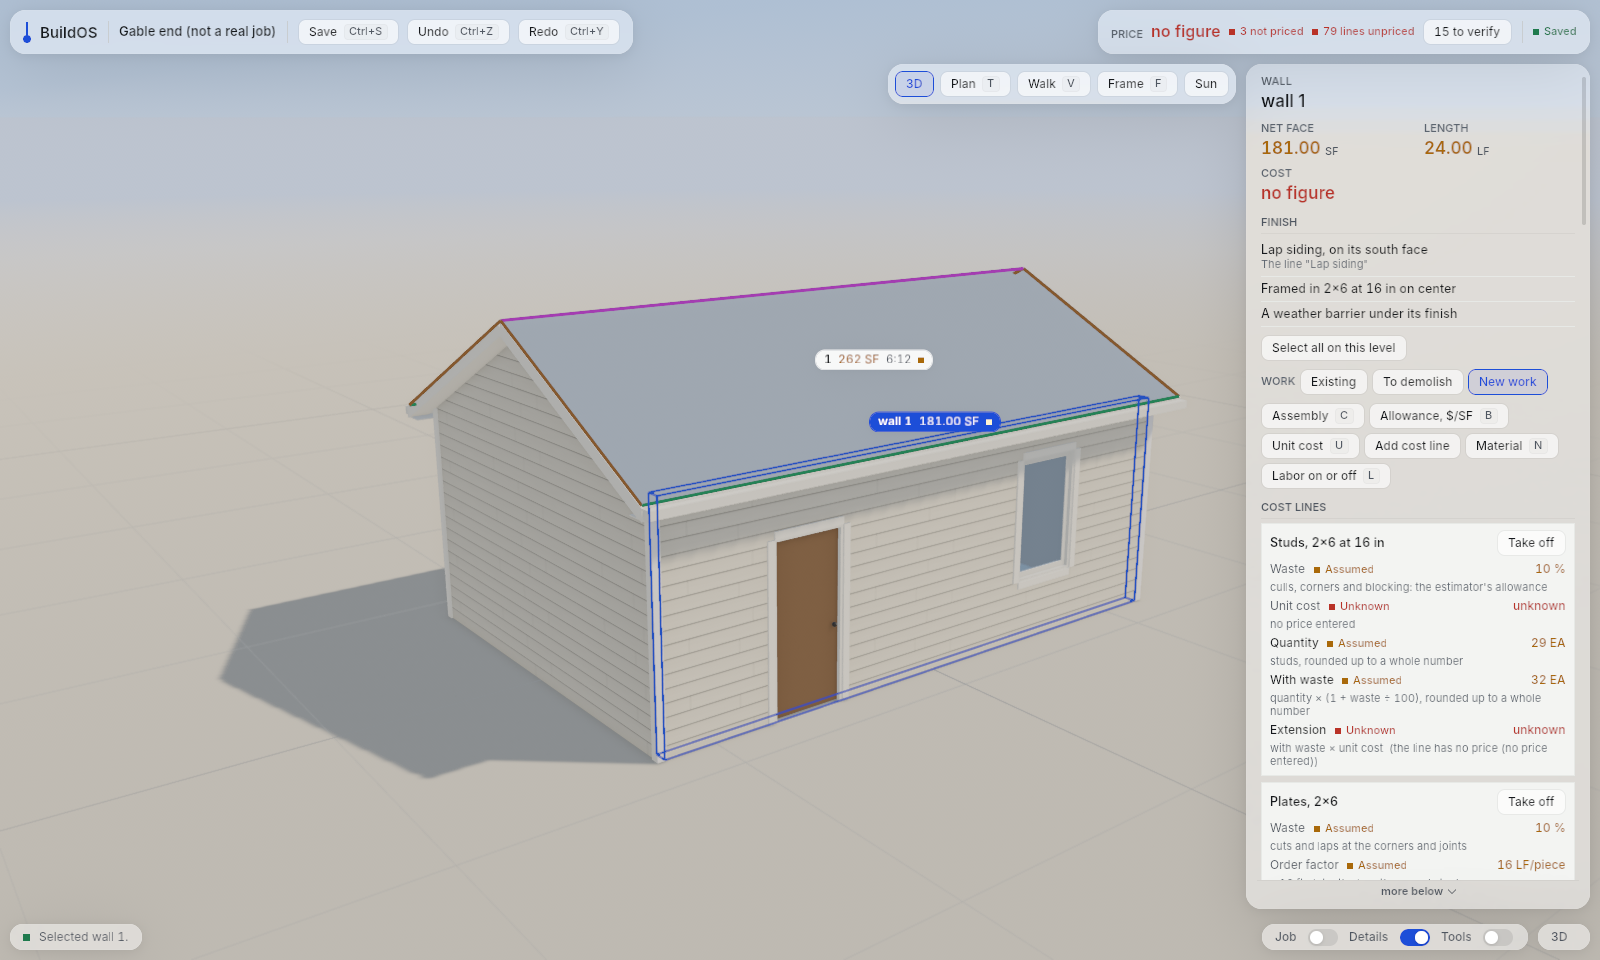 BuildOS
Gable end (not a real job)
Save Ctrl+S
Undo Ctrl+Z
Redo Ctrl+Y
PRICE no figure 3 not priced 79 lines unpriced 15 to verify Saved
3D
Plan T
Walk V
Frame F
Sun
WALL
wall 1
NET FACE LENGTH
181.00 SF 24.00 LF
COST
no figure
FINISH
Lap siding, on its south face
The line "Lap siding"
Framed in 2×6 at 16 in on center
A weather barrier under its finish
Select all on this level
WORK Existing To demolish New work
Assembly C Allowance, $/SF B
Unit cost U Add cost line Material N
Labor on or off L
COST LINES
Studs, 2×6 at 16 in Take off
Waste Assumed 10 %
culls, corners and blocking: the estimator's allowance
Unit cost Unknown unknown
no price entered
Quantity Assumed 29 EA
studs, rounded up to a whole number
With waste Assumed 32 EA
quantity × (1 + waste ÷ 100), rounded up to a whole
number
Extension Unknown unknown
with waste × unit cost (the line has no price (no price
entered))
Plates, 2×6 Take off
Waste Assumed 10 %
cuts and laps at the corners and joints
Order factor Assumed 16 LF/piece
more below
1 262 SF 6:12
wall 1 181.00 SF
Selected wall 1.
Job Details Tools 3D